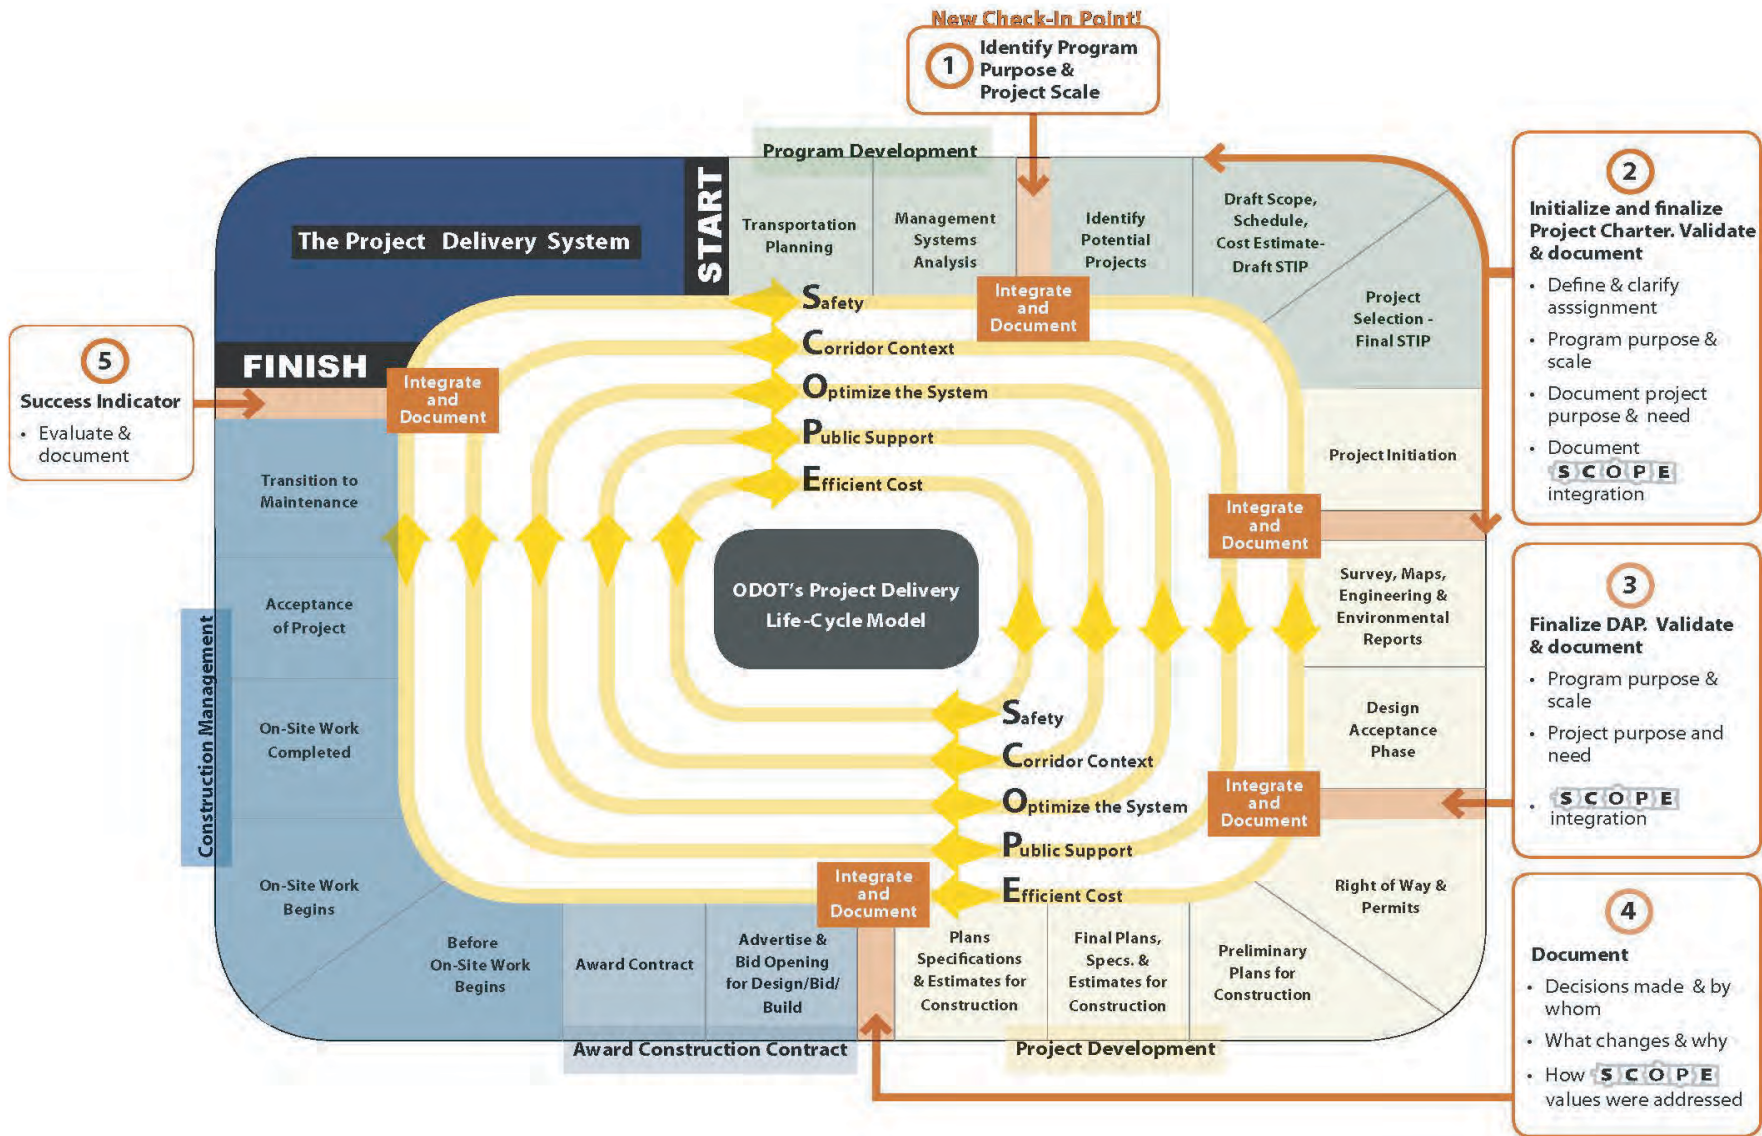 New Check-In Point!
1
Identify Program
Purpose &
Project Scale
Program Development
The Project Delivery System
START
Transportation
Planning
Management
Systems
Analysis
Identify
Potential
Projects
Draft Scope,
Schedule,
Cost Estimate-
Draft STIP
Project
Selection -
Final STIP
2
Initialize and finalize
Project Charter. Validate
& document
• Define & clarify
asssignment
• Program purpose &
scale
• Document project
purpose & need
• Document
SCOPE
integration
Integrate
and
Document
Safety
Corridor Context
Optimize the System
Public Support
Efficient Cost
5
Success Indicator
• Evaluate &
document
FINISH
Integrate
and
Document
Transition to
Maintenance
Acceptance
of Project
On-Site Work
Completed
On-Site Work
Begins
Construction Management
ODOT's Project Delivery
Life-Cycle Model
Project Initiation
Integrate
and
Document
Survey, Maps,
Engineering &
Environmental
Reports
Design
Acceptance
Phase
3
Finalize DAP. Validate
& document
• Program purpose &
scale
• Project purpose and
need
• SCOPE
integration
Safety
Corridor Context
Optimize the System
Public Support
Efficient Cost
Integrate
and
Document
Right of Way &
Permits
Integrate
and
Document
Before
On-Site Work
Begins
Award Contract
Advertise &
Bid Opening
for Design/Bid/
Build
Plans
Specifications
& Estimates for
Construction
Final Plans,
Specs. &
Estimates for
Construction
Preliminary
Plans for
Construction
Award Construction Contract
Project Development
4
Document
• Decisions made & by
whom
• What changes & why
• How SCOPE
values were addressed